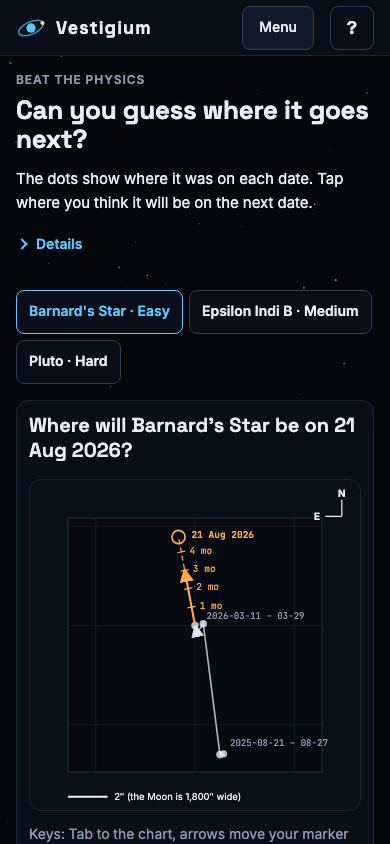 Vestigium
Menu
?
BEAT THE PHYSICS
Can you guess where it goes
next?
The dots show where it was on each date. Tap
where you think it will be on the next date.
Details
Barnard's Star · Easy
Epsilon Indi B · Medium
Pluto · Hard
Where will Barnard's Star be on 21
Aug 2026?
N
E
21 Aug 2026
4 mo
3 mo
2 mo
1 mo
2026-03-11 – 03-29
2025-08-21 – 08-27
2″ (the Moon is 1,800″ wide)
Keys: Tab to the chart, arrows move your marker